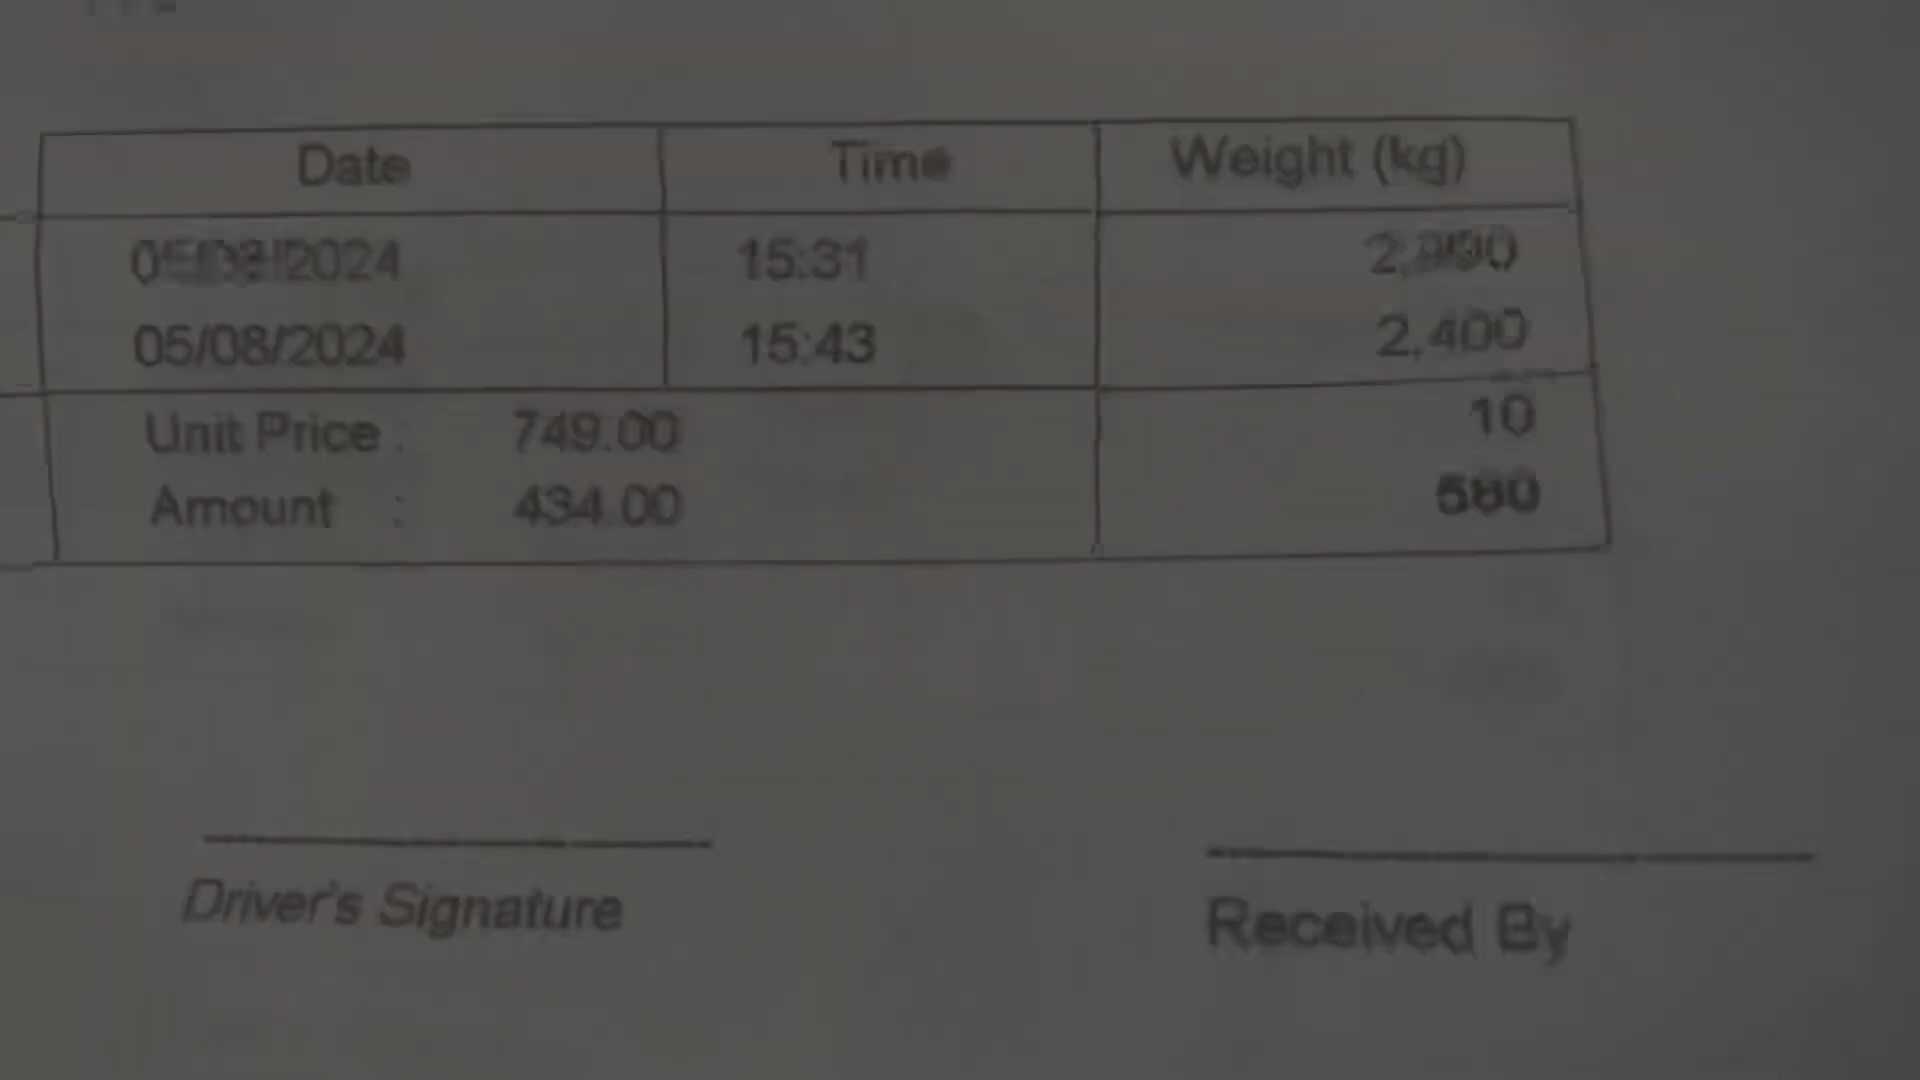 Date Time Weight (kg)
05/08/2024 15:31 2,990
05/08/2024 15:43 2,400
Unit Price : 749.00 10
Amount : 434.00 580
Driver's Signature Received By